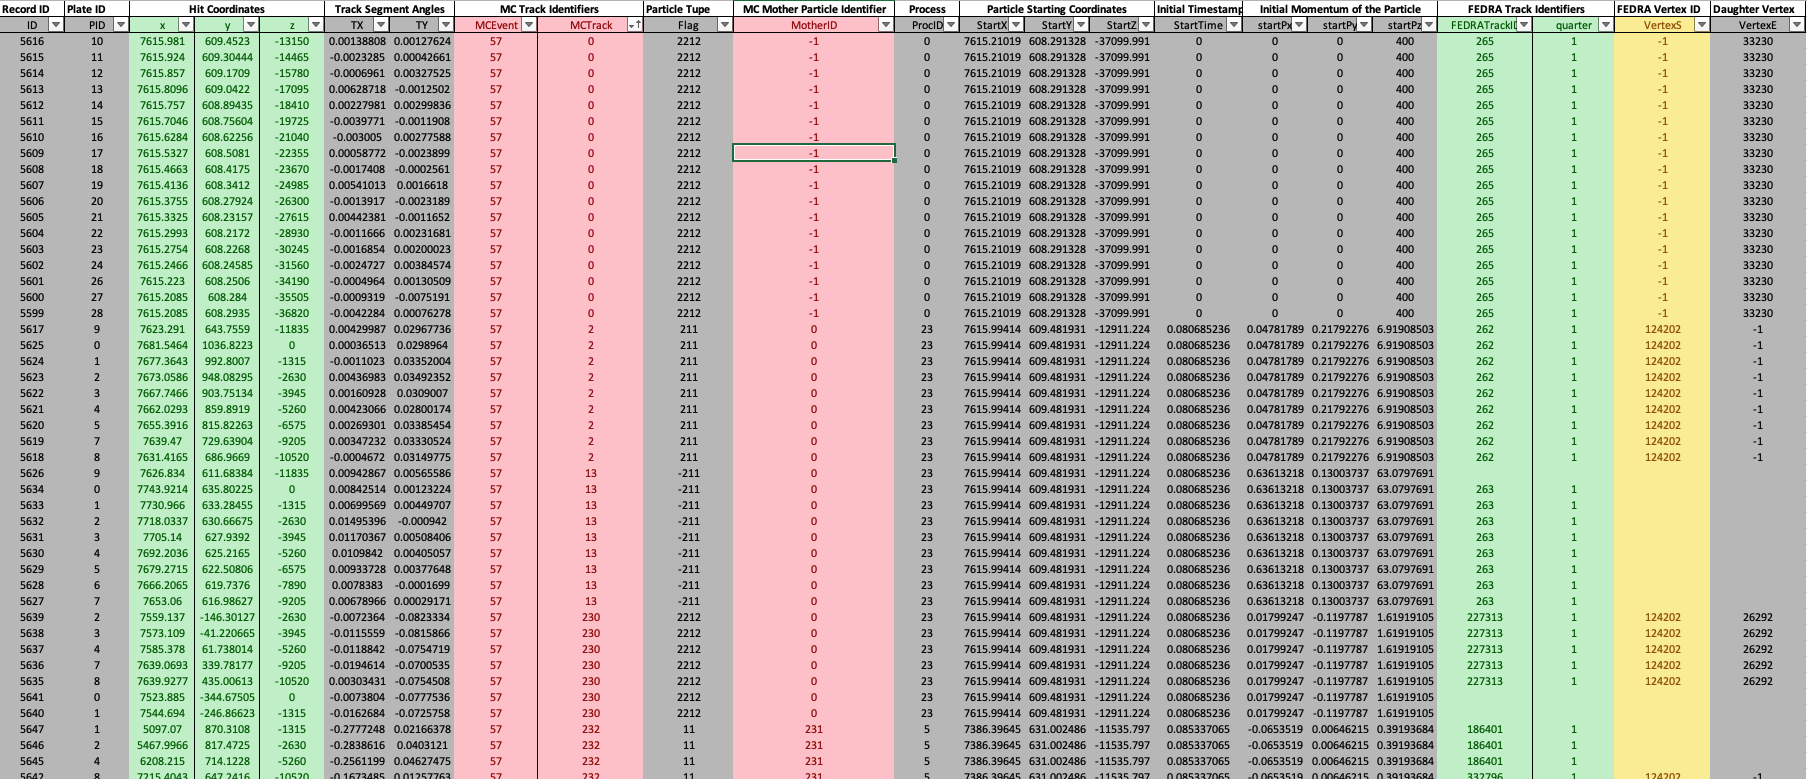 Record ID Plate ID Hit Coordinates Track Segment Angles MC Track Identifiers Particle Type MC Mother Particle Identifier Process Particle Starting Coordinates Initial Timestamp Initial Momentum of the Particle FEDRA Track Identifiers FEDRA Vertex ID Daughter Vertex
ID PID x y z TX TY MCEvent MCTrack Flag MotherID ProcID StartX StartY StartZ StartTime startPx startPy startPz FEDRATrackID quarter VertexS VertexE
5616 10 7615.981 609.4523 -13150 0.00138808 0.00127624 57 0 2212 -1 0 7615.21019 608.291328 -37099.991 0 0 0 400 265 1 -1 33230
5615 11 7615.924 609.30444 -14465 -0.0023285 0.00042661 57 0 2212 -1 0 7615.21019 608.291328 -37099.991 0 0 0 400 265 1 -1 33230
5614 12 7615.857 609.1709 -15780 -0.0006961 0.00327525 57 0 2212 -1 0 7615.21019 608.291328 -37099.991 0 0 0 400 265 1 -1 33230
5613 13 7615.8096 609.0422 -17095 0.00628718 -0.0012502 57 0 2212 -1 0 7615.21019 608.291328 -37099.991 0 0 0 400 265 1 -1 33230
5612 14 7615.757 608.89435 -18410 0.00227981 0.00299836 57 0 2212 -1 0 7615.21019 608.291328 -37099.991 0 0 0 400 265 1 -1 33230
5611 15 7615.7046 608.75604 -19725 -0.0039771 -0.0011908 57 0 2212 -1 0 7615.21019 608.291328 -37099.991 0 0 0 400 265 1 -1 33230
5610 16 7615.6284 608.62256 -21040 -0.003005 0.00277588 57 0 2212 -1 0 7615.21019 608.291328 -37099.991 0 0 0 400 265 1 -1 33230
5609 17 7615.5327 608.5081 -22355 0.00058772 -0.0023899 57 0 2212 -1 0 7615.21019 608.291328 -37099.991 0 0 0 400 265 1 -1 33230
5608 18 7615.4663 608.4175 -23670 -0.0017408 -0.0002561 57 0 2212 -1 0 7615.21019 608.291328 -37099.991 0 0 0 400 265 1 -1 33230
5607 19 7615.4136 608.3412 -24985 0.00541013 0.0016618 57 0 2212 -1 0 7615.21019 608.291328 -37099.991 0 0 0 400 265 1 -1 33230
5606 20 7615.3755 608.27924 -26300 -0.0013917 -0.0023189 57 0 2212 -1 0 7615.21019 608.291328 -37099.991 0 0 0 400 265 1 -1 33230
5605 21 7615.3325 608.23157 -27615 0.00442381 -0.0011652 57 0 2212 -1 0 7615.21019 608.291328 -37099.991 0 0 0 400 265 1 -1 33230
5604 22 7615.2993 608.2172 -28930 -0.0011666 0.00231681 57 0 2212 -1 0 7615.21019 608.291328 -37099.991 0 0 0 400 265 1 -1 33230
5603 23 7615.2754 608.2268 -30245 -0.0016854 0.00200023 57 0 2212 -1 0 7615.21019 608.291328 -37099.991 0 0 0 400 265 1 -1 33230
5602 24 7615.2466 608.24585 -31560 -0.0024727 0.00384574 57 0 2212 -1 0 7615.21019 608.291328 -37099.991 0 0 0 400 265 1 -1 33230
5601 26 7615.223 608.2506 -34190 -0.0004964 0.00130509 57 0 2212 -1 0 7615.21019 608.291328 -37099.991 0 0 0 400 265 1 -1 33230
5600 27 7615.2085 608.284 -35505 -0.0009319 -0.0075191 57 0 2212 -1 0 7615.21019 608.291328 -37099.991 0 0 0 400 265 1 -1 33230
5599 28 7615.2085 608.2935 -36820 -0.0042284 0.00076278 57 0 2212 -1 0 7615.21019 608.291328 -37099.991 0 0 0 400 265 1 -1 33230
5617 9 7623.291 643.7559 -11835 0.00429987 0.02967736 57 2 211 0 23 7615.99414 609.481931 -12911.224 0.080685236 0.04781789 0.21792276 6.91908503 262 1 124202 -1
5625 0 7681.5464 1036.8223 0 0.00036513 0.0298964 57 2 211 0 23 7615.99414 609.481931 -12911.224 0.080685236 0.04781789 0.21792276 6.91908503 262 1 124202 -1
5624 1 7677.3643 992.8007 -1315 -0.0011023 0.03352004 57 2 211 0 23 7615.99414 609.481931 -12911.224 0.080685236 0.04781789 0.21792276 6.91908503 262 1 124202 -1
5623 2 7673.0586 948.08295 -2630 0.00436983 0.03492352 57 2 211 0 23 7615.99414 609.481931 -12911.224 0.080685236 0.04781789 0.21792276 6.91908503 262 1 124202 -1
5622 3 7667.7466 903.75134 -3945 0.00160928 0.0309007 57 2 211 0 23 7615.99414 609.481931 -12911.224 0.080685236 0.04781789 0.21792276 6.91908503 262 1 124202 -1
5621 4 7662.0293 859.8919 -5260 0.00423066 0.02800174 57 2 211 0 23 7615.99414 609.481931 -12911.224 0.080685236 0.04781789 0.21792276 6.91908503 262 1 124202 -1
5620 5 7655.3916 815.82263 -6575 0.00269301 0.03385454 57 2 211 0 23 7615.99414 609.481931 -12911.224 0.080685236 0.04781789 0.21792276 6.91908503 262 1 124202 -1
5619 7 7639.47 729.63904 -9205 0.00347232 0.03330524 57 2 211 0 23 7615.99414 609.481931 -12911.224 0.080685236 0.04781789 0.21792276 6.91908503 262 1 124202 -1
5618 8 7631.4165 686.9669 -10520 -0.0004672 0.03149775 57 2 211 0 23 7615.99414 609.481931 -12911.224 0.080685236 0.04781789 0.21792276 6.91908503 262 1 124202 -1
5626 9 7626.834 611.68384 -11835 0.00942867 0.00565586 57 13 -211 0 23 7615.99414 609.481931 -12911.224 0.080685236 0.63613218 0.13003737 63.0797691
5634 0 7743.9214 635.80225 0 0.00842514 0.00123224 57 13 -211 0 23 7615.99414 609.481931 -12911.224 0.080685236 0.63613218 0.13003737 63.0797691 263 1
5633 1 7730.966 633.28455 -1315 0.00699569 0.00449707 57 13 -211 0 23 7615.99414 609.481931 -12911.224 0.080685236 0.63613218 0.13003737 63.0797691 263 1
5632 2 7718.0337 630.66675 -2630 0.01495396 -0.000942 57 13 -211 0 23 7615.99414 609.481931 -12911.224 0.080685236 0.63613218 0.13003737 63.0797691 263 1
5631 3 7705.14 627.9392 -3945 0.01170367 0.00508406 57 13 -211 0 23 7615.99414 609.481931 -12911.224 0.080685236 0.63613218 0.13003737 63.0797691 263 1
5630 4 7692.2036 625.2165 -5260 0.0109842 0.00405057 57 13 -211 0 23 7615.99414 609.481931 -12911.224 0.080685236 0.63613218 0.13003737 63.0797691 263 1
5629 5 7679.2715 622.50806 -6575 0.00933728 0.00377648 57 13 -211 0 23 7615.99414 609.481931 -12911.224 0.080685236 0.63613218 0.13003737 63.0797691 263 1
5628 6 7666.2065 619.7376 -7890 0.0078383 -0.0001699 57 13 -211 0 23 7615.99414 609.481931 -12911.224 0.080685236 0.63613218 0.13003737 63.0797691 263 1
5627 7 7653.06 616.98627 -9205 0.00678966 0.00029171 57 13 -211 0 23 7615.99414 609.481931 -12911.224 0.080685236 0.63613218 0.13003737 63.0797691 263 1
5639 2 7559.137 -146.30127 -2630 -0.0072364 -0.0823334 57 230 2212 0 23 7615.99414 609.481931 -12911.224 0.080685236 0.01799247 -0.1197787 1.61919105 227313 1 124202 26292
5638 3 7573.109 -41.220665 -3945 -0.0115559 -0.0815866 57 230 2212 0 23 7615.99414 609.481931 -12911.224 0.080685236 0.01799247 -0.1197787 1.61919105 227313 1 124202 26292
5637 4 7585.378 61.738014 -5260 -0.0118842 -0.0754719 57 230 2212 0 23 7615.99414 609.481931 -12911.224 0.080685236 0.01799247 -0.1197787 1.61919105 227313 1 124202 26292
5636 7 7639.0693 339.78177 -9205 -0.0194614 -0.0700535 57 230 2212 0 23 7615.99414 609.481931 -12911.224 0.080685236 0.01799247 -0.1197787 1.61919105 227313 1 124202 26292
5635 8 7639.9277 435.00613 -10520 0.00303431 -0.0754508 57 230 2212 0 23 7615.99414 609.481931 -12911.224 0.080685236 0.01799247 -0.1197787 1.61919105 227313 1 124202 26292
5641 0 7523.885 -344.67505 0 -0.0073804 -0.0777536 57 230 2212 0 23 7615.99414 609.481931 -12911.224 0.080685236 0.01799247 -0.1197787 1.61919105
5640 1 7544.694 -246.86623 -1315 -0.0162684 -0.0725758 57 230 2212 0 23 7615.99414 609.481931 -12911.224 0.080685236 0.01799247 -0.1197787 1.61919105
5647 1 5097.07 870.3108 -1315 -0.2777248 0.02166378 57 232 11 231 5 7386.39645 631.002486 -11535.797 0.085337065 -0.0653519 0.00646215 0.39193684 186401 1
5646 2 5467.9966 817.4725 -2630 -0.2838616 0.0403121 57 232 11 231 5 7386.39645 631.002486 -11535.797 0.085337065 -0.0653519 0.00646215 0.39193684 186401 1
5645 4 6208.215 714.1228 -5260 -0.2561199 0.04627475 57 232 11 231 5 7386.39645 631.002486 -11535.797 0.085337065 -0.0653519 0.00646215 0.39193684 186401 1
5642 8 7215.4043 647.2416 -10520 -0.1673485 0.01257763 57 232 11 231 5 7386.39645 631.002486 -11535.797 0.085337065 -0.0653519 0.00646215 0.39193684 332796 1 124202 -1